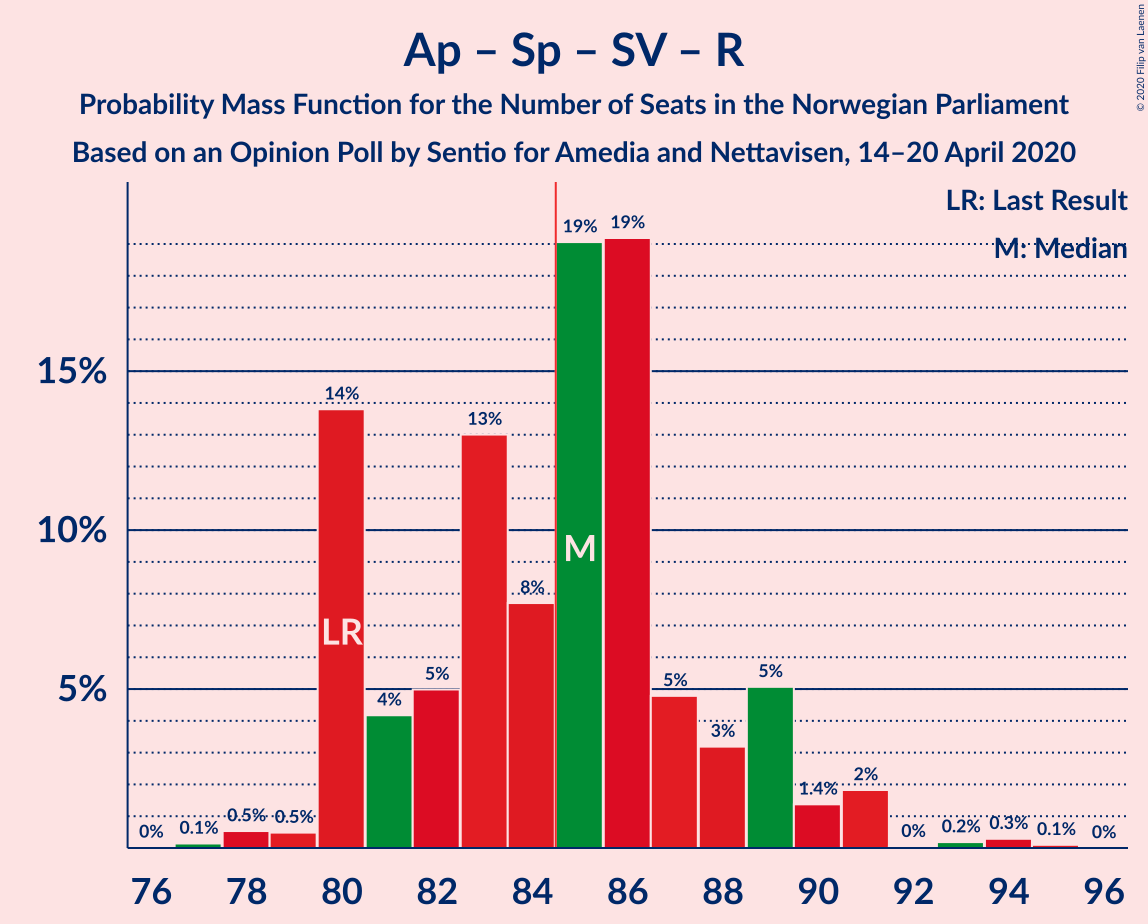 © 2020 Filip van Laenen
Ap – Sp – SV – R
Probability Mass Function for the Number of Seats in the Norwegian Parliament
Based on an Opinion Poll by Sentio for Amedia and Nettavisen, 14–20 April 2020
LR: Last Result
M: Median
15%
10%
5%
0%
0.1%
0.5%
0.5%
14%
4%
5%
13%
8%
19%
19%
5%
3%
5%
1.4%
2%
0%
0.2%
0.3%
0.1%
0%
LR
M
76 78 80 82 84 86 88 90 92 94 96